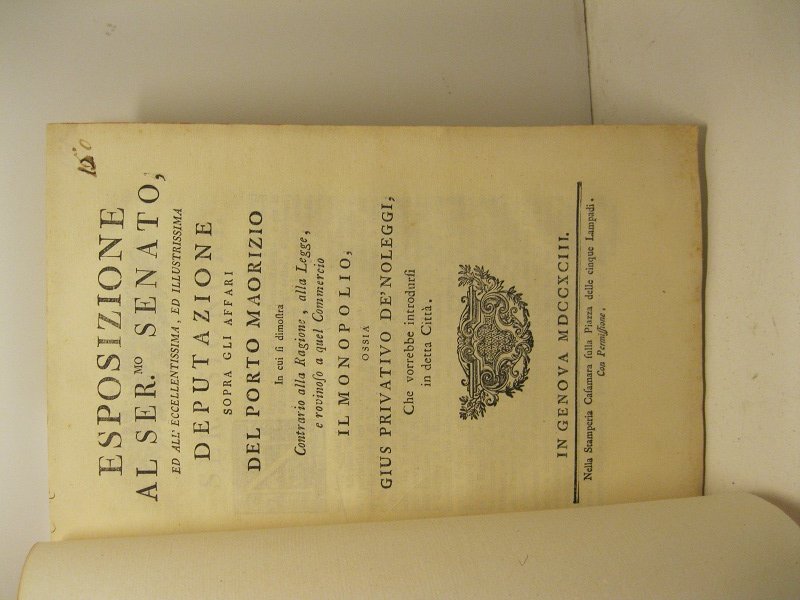 ESPOSIZIONE
AL SER.MO SENATO,
ED ALL' ECCELLENTISSIMA, ED ILLUSTRISSIMA
DEPUTAZIONE
SOPRA GLI AFFARI
DEL PORTO MAORIZIO
In cui ſi dimoſtra
Contrario alla Ragione, alla Legge,
e rovinoſo a quel Commercio
IL MONOPOLIO,
OSSIA
GIUS PRIVATIVO DE' NOLEGGI,
Che vorrebbe introdurſi
in detta Città.
IN GENOVA MDCCXCIII.
Nella Stamperia Caſamara ſulla Piazza delle cinque Lampadi.
Con Permiſſione.